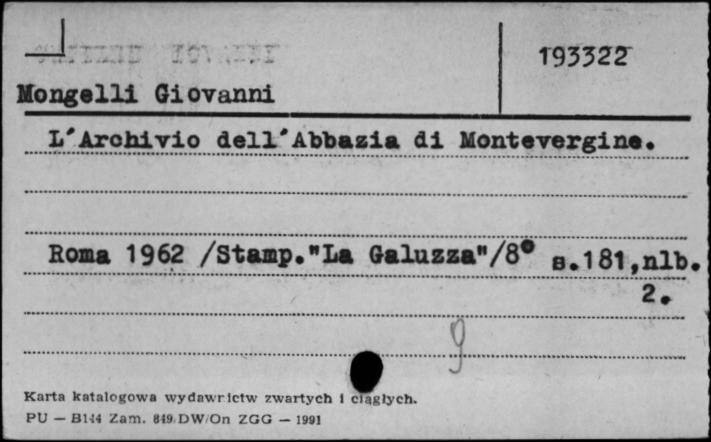 193322
Mongelli Giovanni
L'Archivio dell'Abbazia di Montevergine.
Roma 1962 /Stamp."La Galuzza"/8° s.181,nlb.
2.
9
Karta katalogowa wydawnictw zwartych i ciągłych.
PU — B144 Zam. 849/DW/On ZGG — 1991